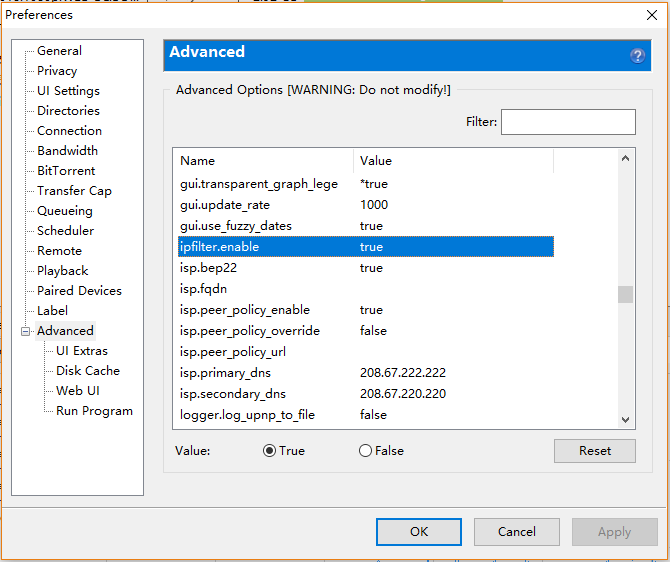 Preferences
General
Privacy
UI Settings
Directories
Connection
Bandwidth
BitTorrent
Transfer Cap
Queueing
Scheduler
Remote
Playback
Paired Devices
Label
Advanced
UI Extras
Disk Cache
Web UI
Run Program
Advanced
?
Advanced Options [WARNING: Do not modify!]
Filter:
Name Value
gui.transparent_graph_lege *true
gui.update_rate 1000
gui.use_fuzzy_dates true
ipfilter.enable true
isp.bep22 true
isp.fqdn
isp.peer_policy_enable true
isp.peer_policy_override false
isp.peer_policy_url
isp.primary_dns 208.67.222.222
isp.secondary_dns 208.67.220.220
logger.log_upnp_to_file false
Value: True False Reset
OK Cancel Apply